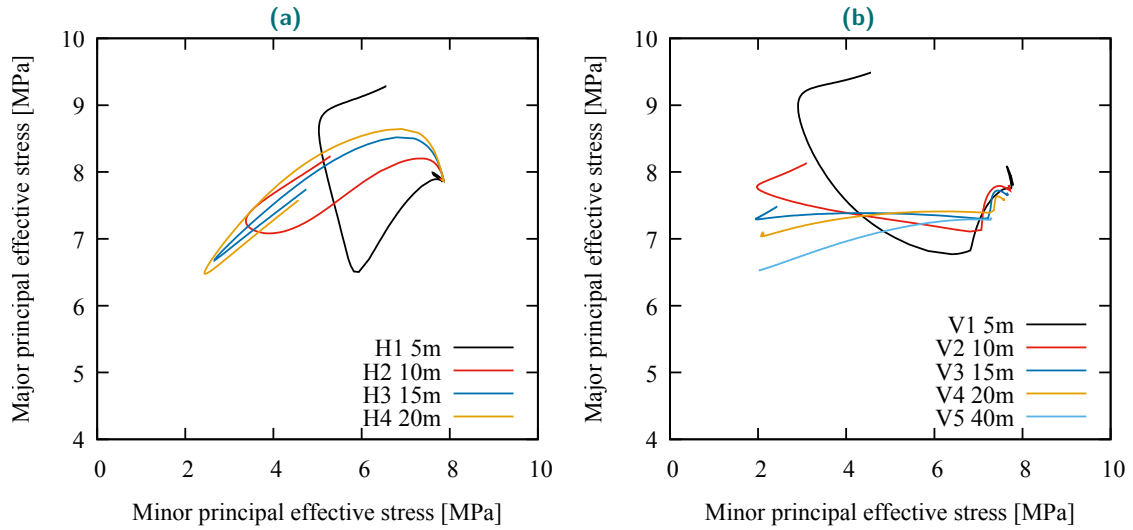 (a)
Major principal effective stress [MPa]
10
9
8
7
6
5
4
0
2
4
6
8
10
Minor principal effective stress [MPa]
H1 5m
H2 10m
H3 15m
H4 20m
(b)
Major principal effective stress [MPa]
10
9
8
7
6
5
4
0
2
4
6
8
10
Minor principal effective stress [MPa]
V1 5m
V2 10m
V3 15m
V4 20m
V5 40m